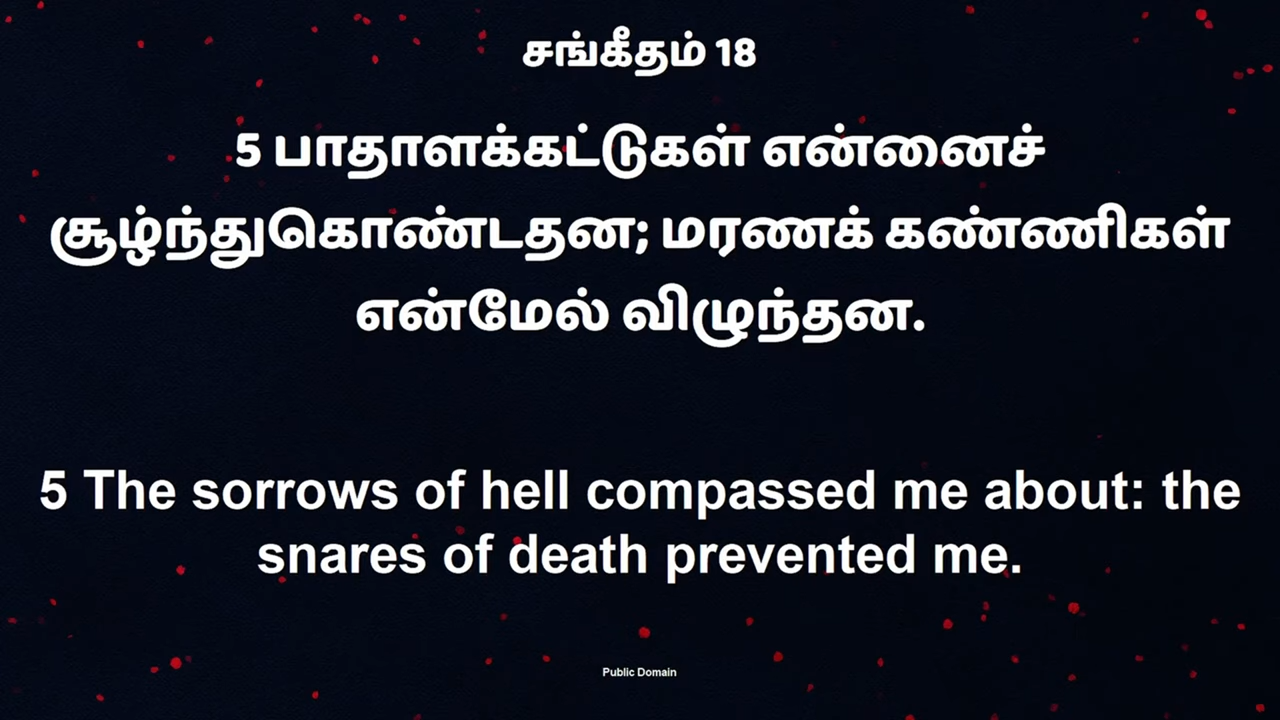 சங்கீதம் 18
5 பாதாளக்கட்டுகள் என்னைச்
சூழ்ந்துகொண்டதன; மரணக் கண்ணிகள்
என்மேல் விழுந்தன.
5 The sorrows of hell compassed me about: the
snares of death prevented me.
Public Domain